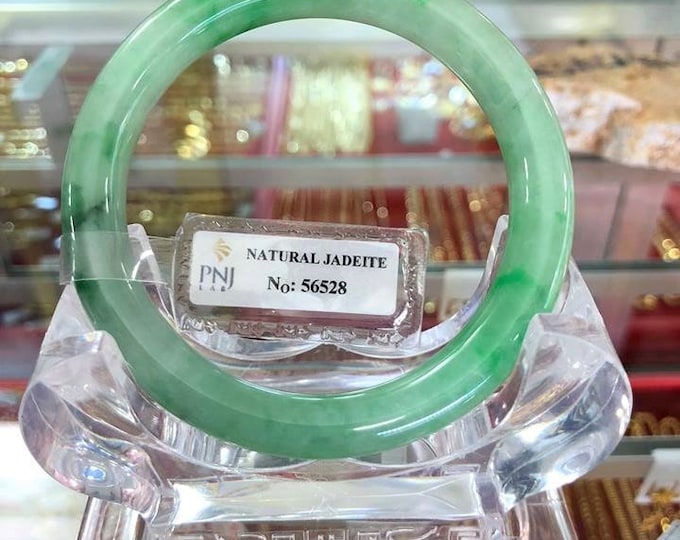 PNJ
LAB
NATURAL JADEITE
No: 56528